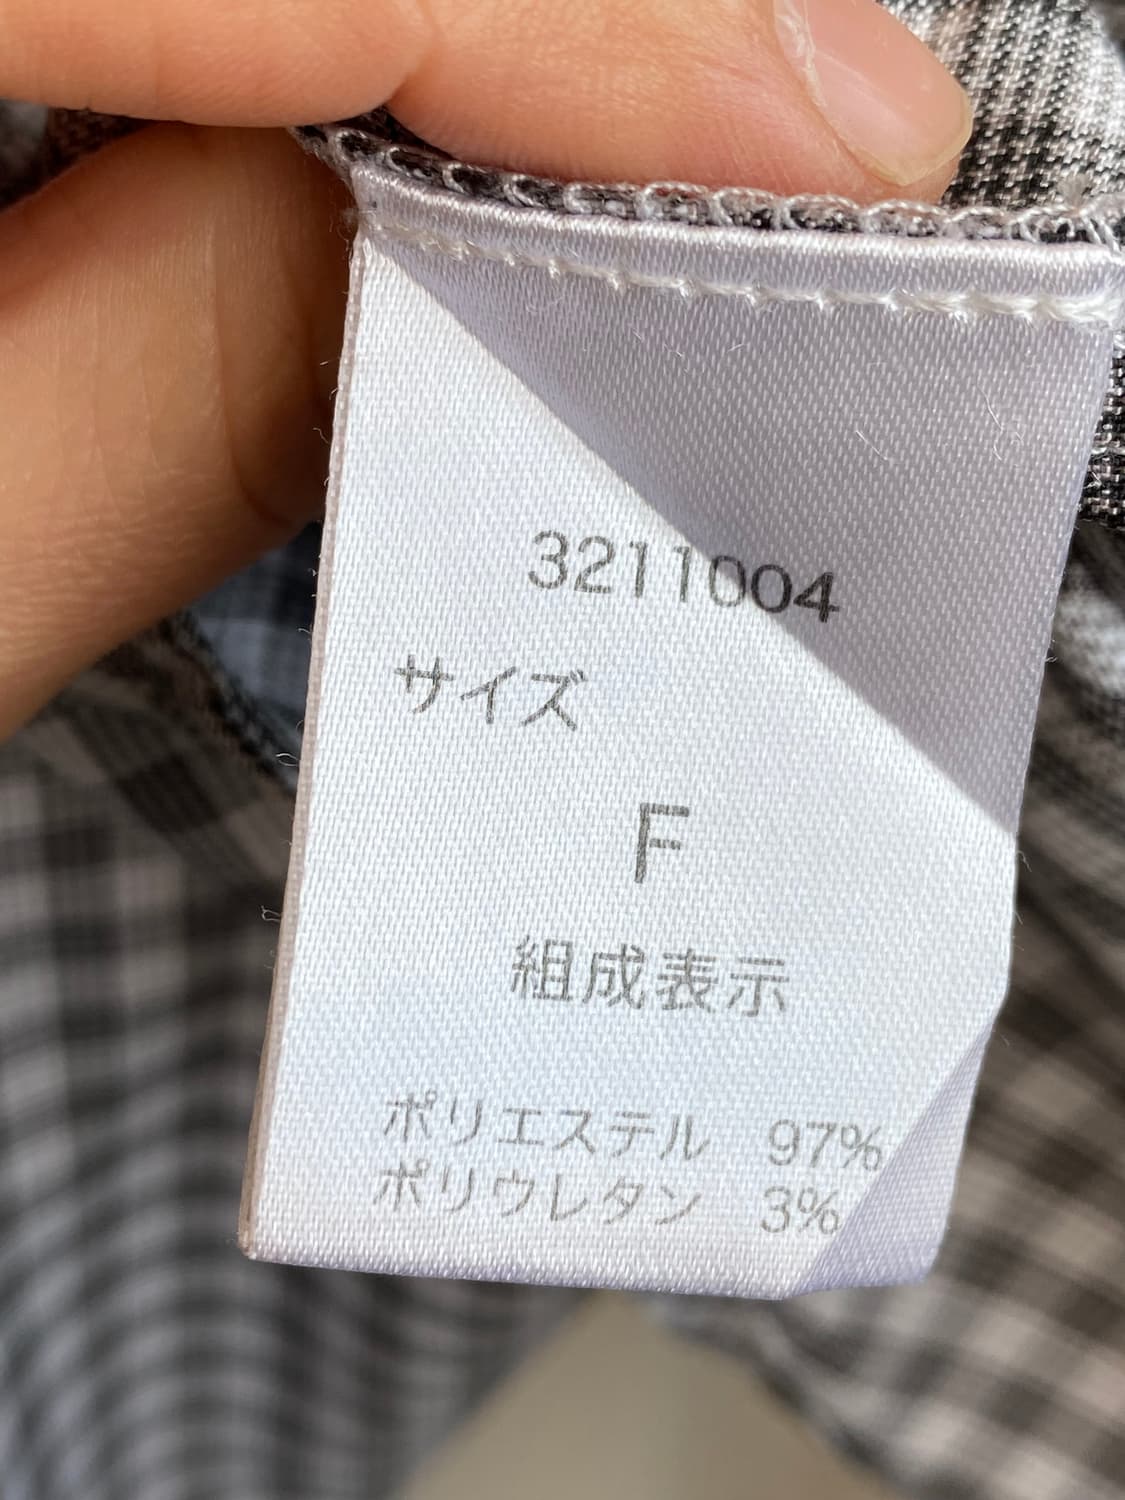 3211004
サイズ
F
組成表示
ポリエステル 97%
ポリウレタン 3%